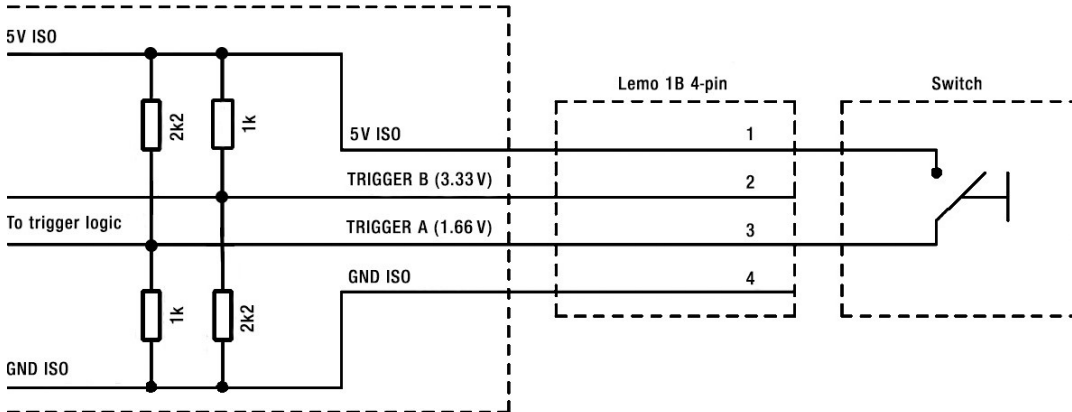 5V ISO
Lemo 1B 4-pin
Switch
2k2
1k
5V ISO
1
TRIGGER B (3.33 V)
2
To trigger logic
TRIGGER A (1.66 V)
3
GND ISO
4
1k
2k2
GND ISO